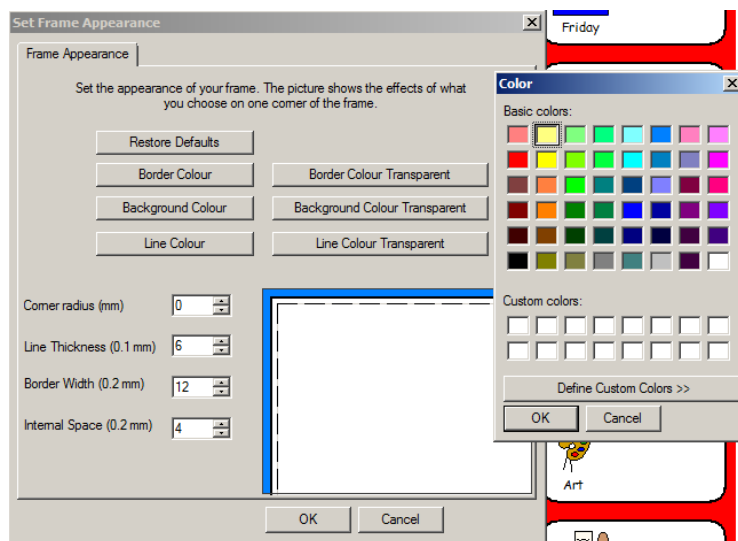 Set Frame Appearance
Frame Appearance
Set the appearance of your frame. The picture shows the effects of what
you choose on one corner of the frame.
Restore Defaults
Border Colour
Border Colour Transparent
Background Colour
Background Colour Transparent
Line Colour
Line Colour Transparent
Corner radius (mm)
0
Line Thickness (0.1 mm)
6
Border Width (0.2 mm)
12
Internal Space (0.2 mm)
4
OK
Cancel
Friday
Color
Basic colors:
Custom colors:
Define Custom Colors >>
OK
Cancel
Art